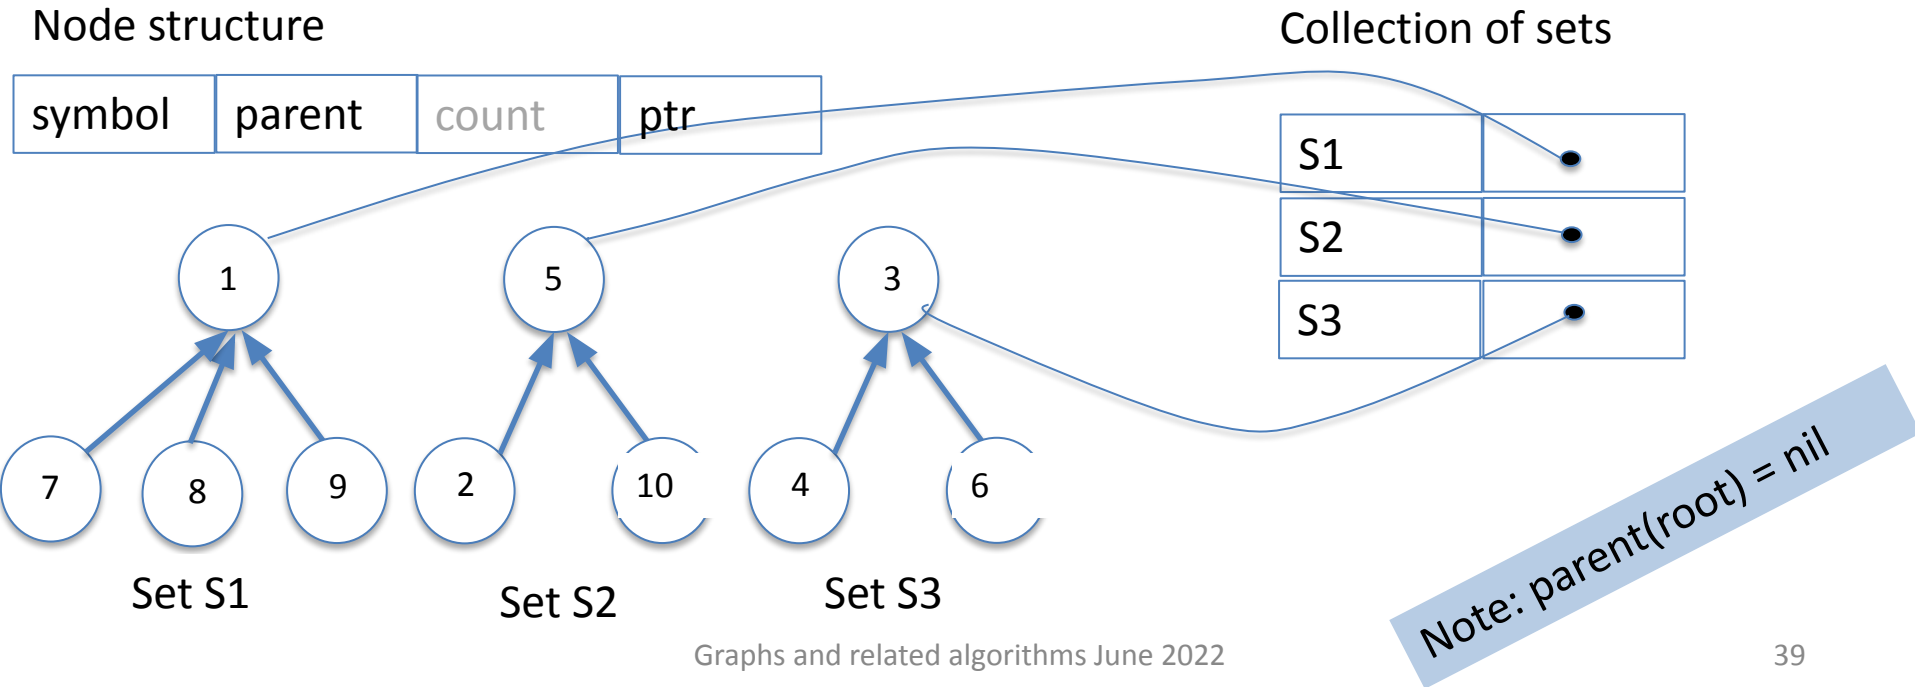 Node structure
Collection of sets
symbol parent count ptr
S1
S2
S3
1 5 3
7 8 9 2 10 4 6
Set S1 Set S2 Set S3
Note: parent(root) = nil
Graphs and related algorithms June 2022
39